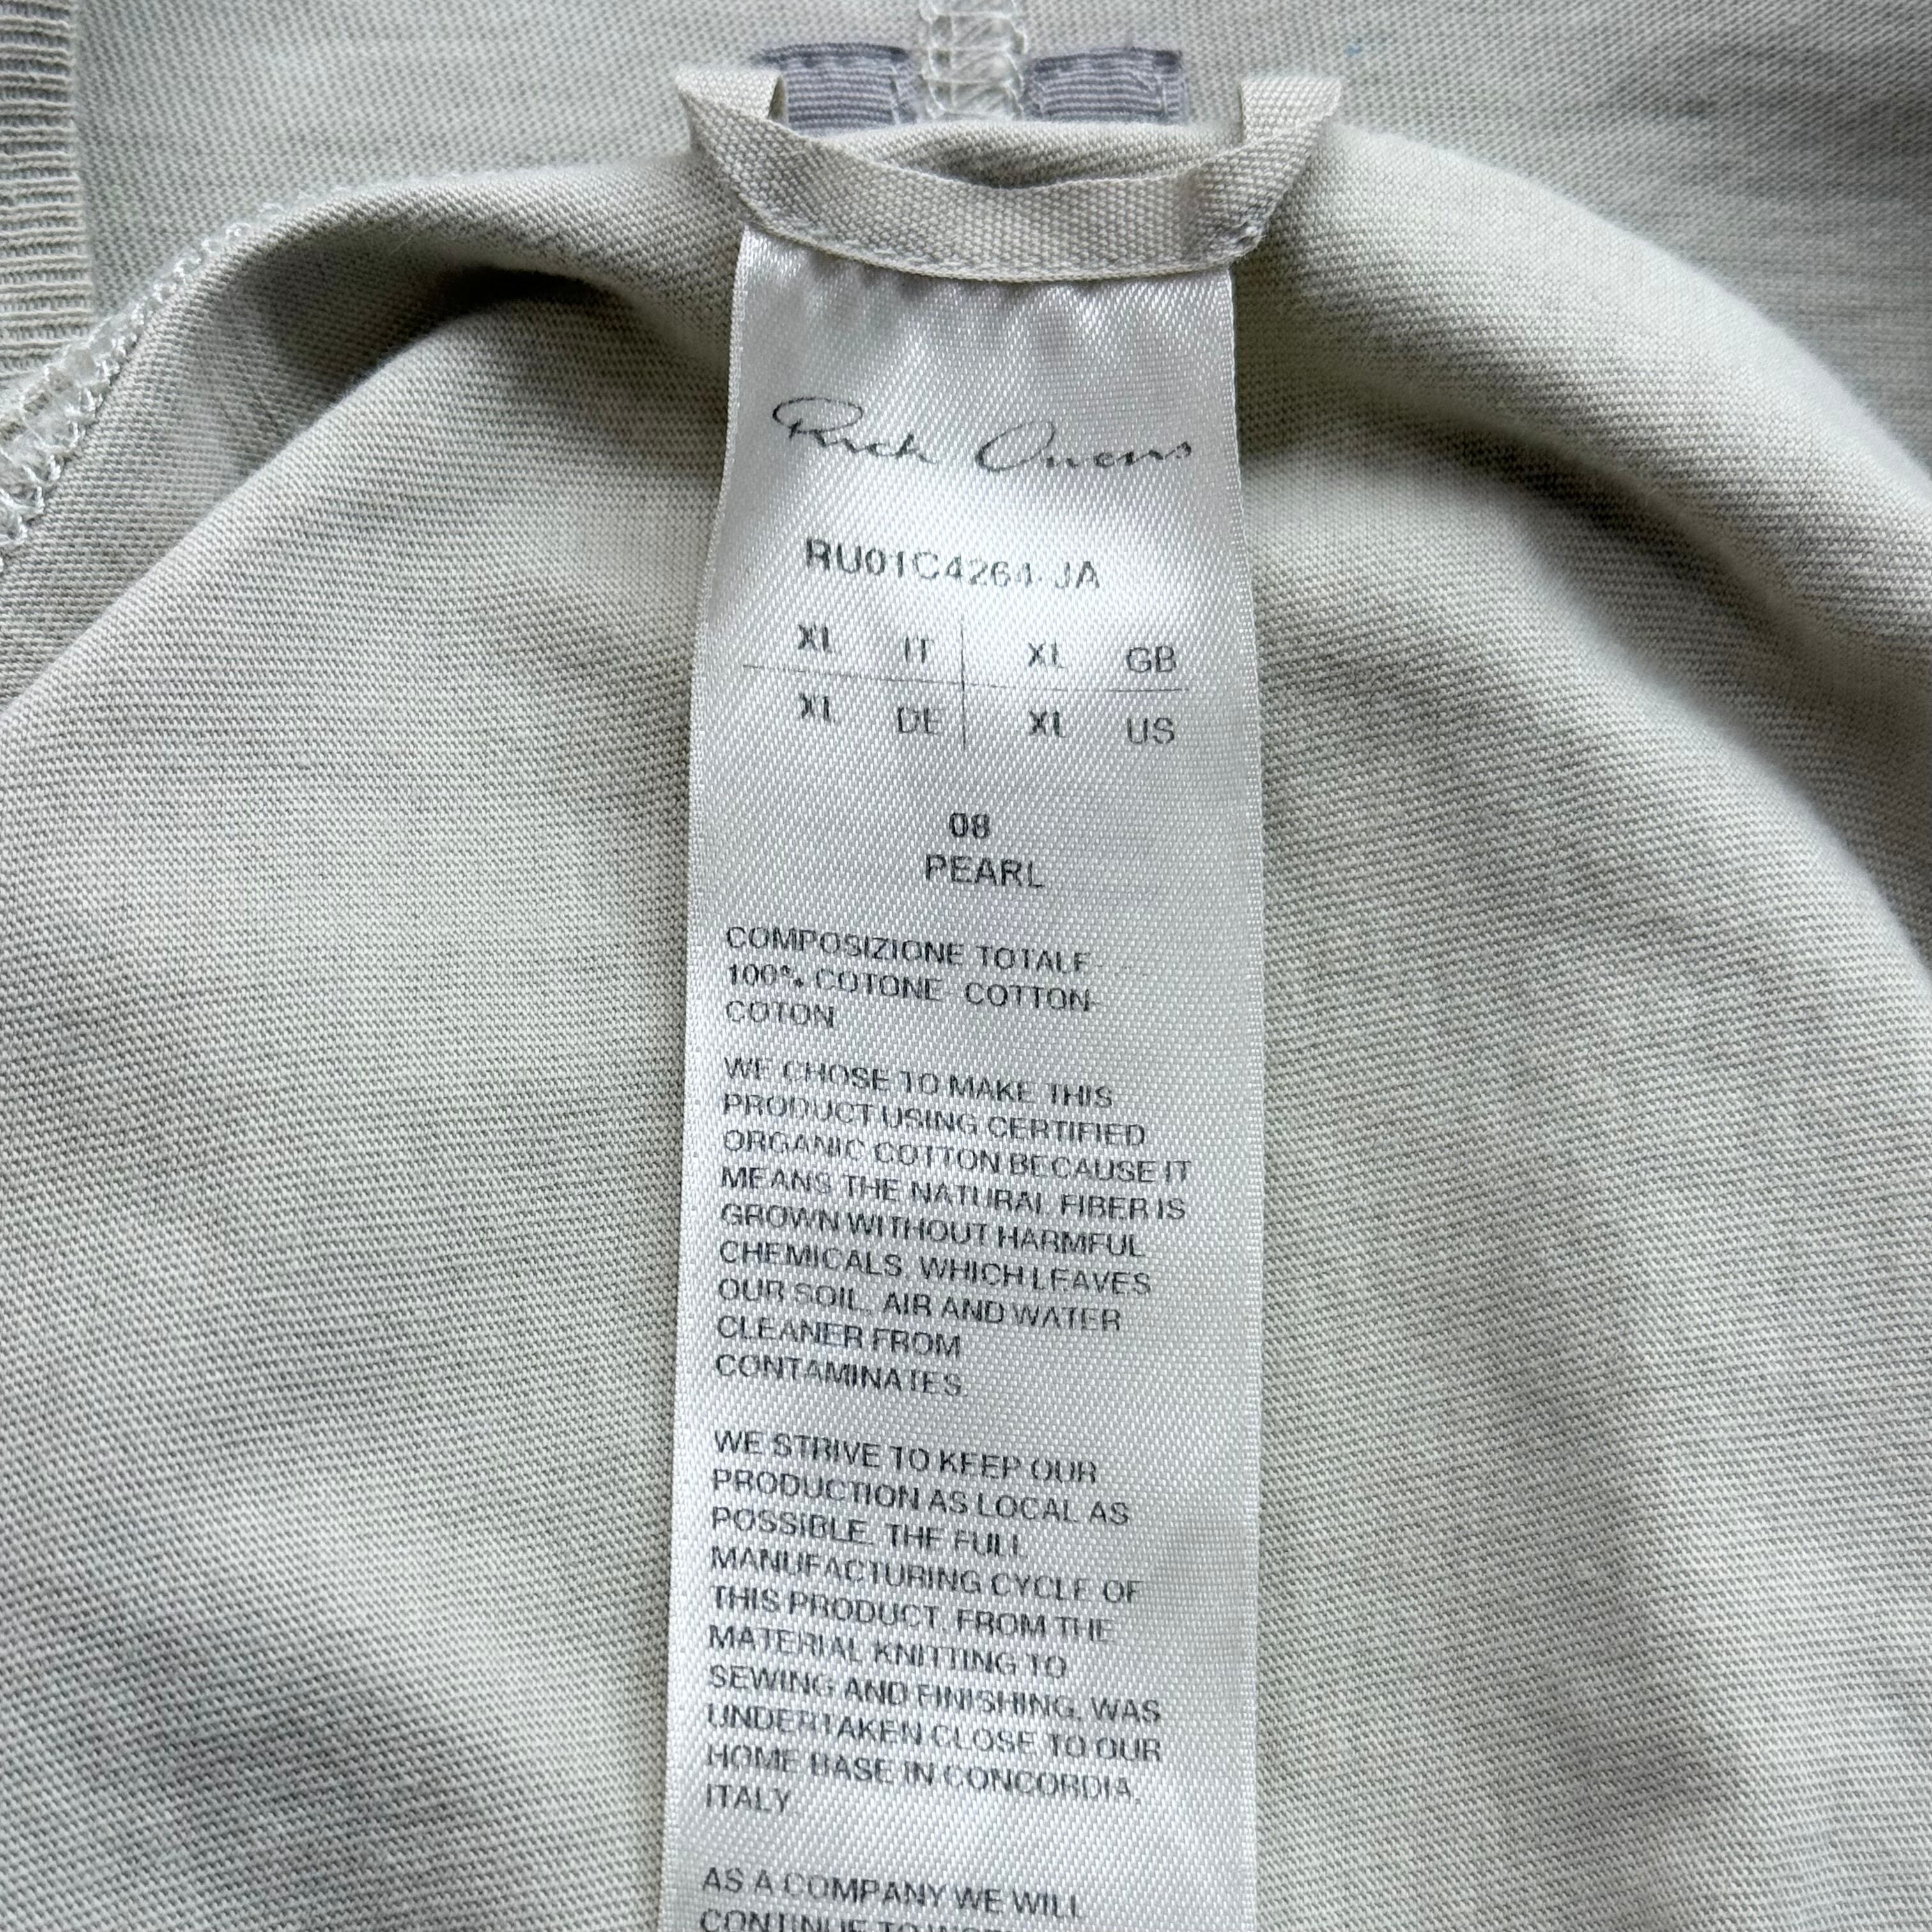 Rick Owens
RU01C4264-JA
XL IT XL GB
XL DE XL US
08
PEARL
COMPOSIZIONE TOTALE-
100% COTONE COTTON-
COTON
WE CHOSE TO MAKE THIS
PRODUCT USING CERTIFIED
ORGANIC COTTON BECAUSE IT
MEANS THE NATURAL FIBER IS
GROWN WITHOUT HARMFUL
CHEMICALS, WHICH LEAVES
OUR SOIL, AIR AND WATER
CLEANER FROM
CONTAMINATES.
WE STRIVE TO KEEP OUR
PRODUCTION AS LOCAL AS
POSSIBLE. THE FULL
MANUFACTURING CYCLE OF
THIS PRODUCT, FROM THE
MATERIAL KNITTING TO
SEWING AND FINISHING, WAS
UNDERTAKEN CLOSE TO OUR
HOME BASE IN CONCORDIA,
ITALY
AS A COMPANY WE WILL
CONTINUE TO